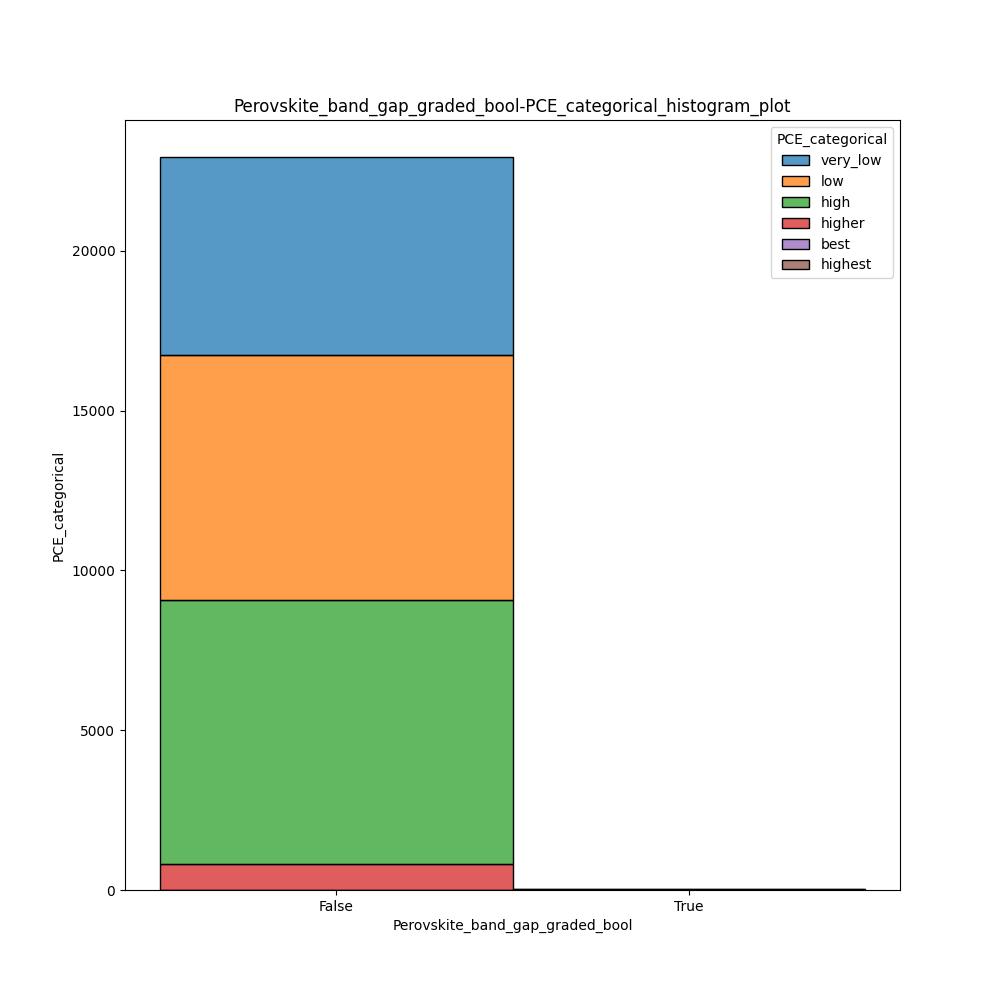 Perovskite_band_gap_graded_bool-PCE_categorical_histogram_plot
PCE_categorical
very_low
low
high
higher
best
highest
20000
15000
10000
5000
0
PCE_categorical
False
True
Perovskite_band_gap_graded_bool